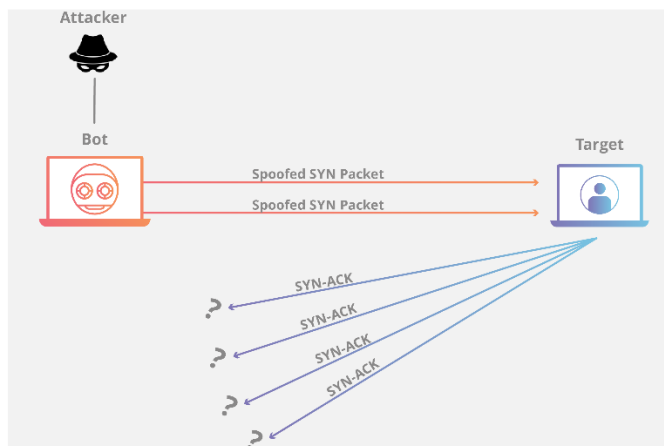 Attacker
Bot
Target
Spoofed SYN Packet
Spoofed SYN Packet
SYN-ACK
?
SYN-ACK
?
SYN-ACK
?
SYN-ACK
?